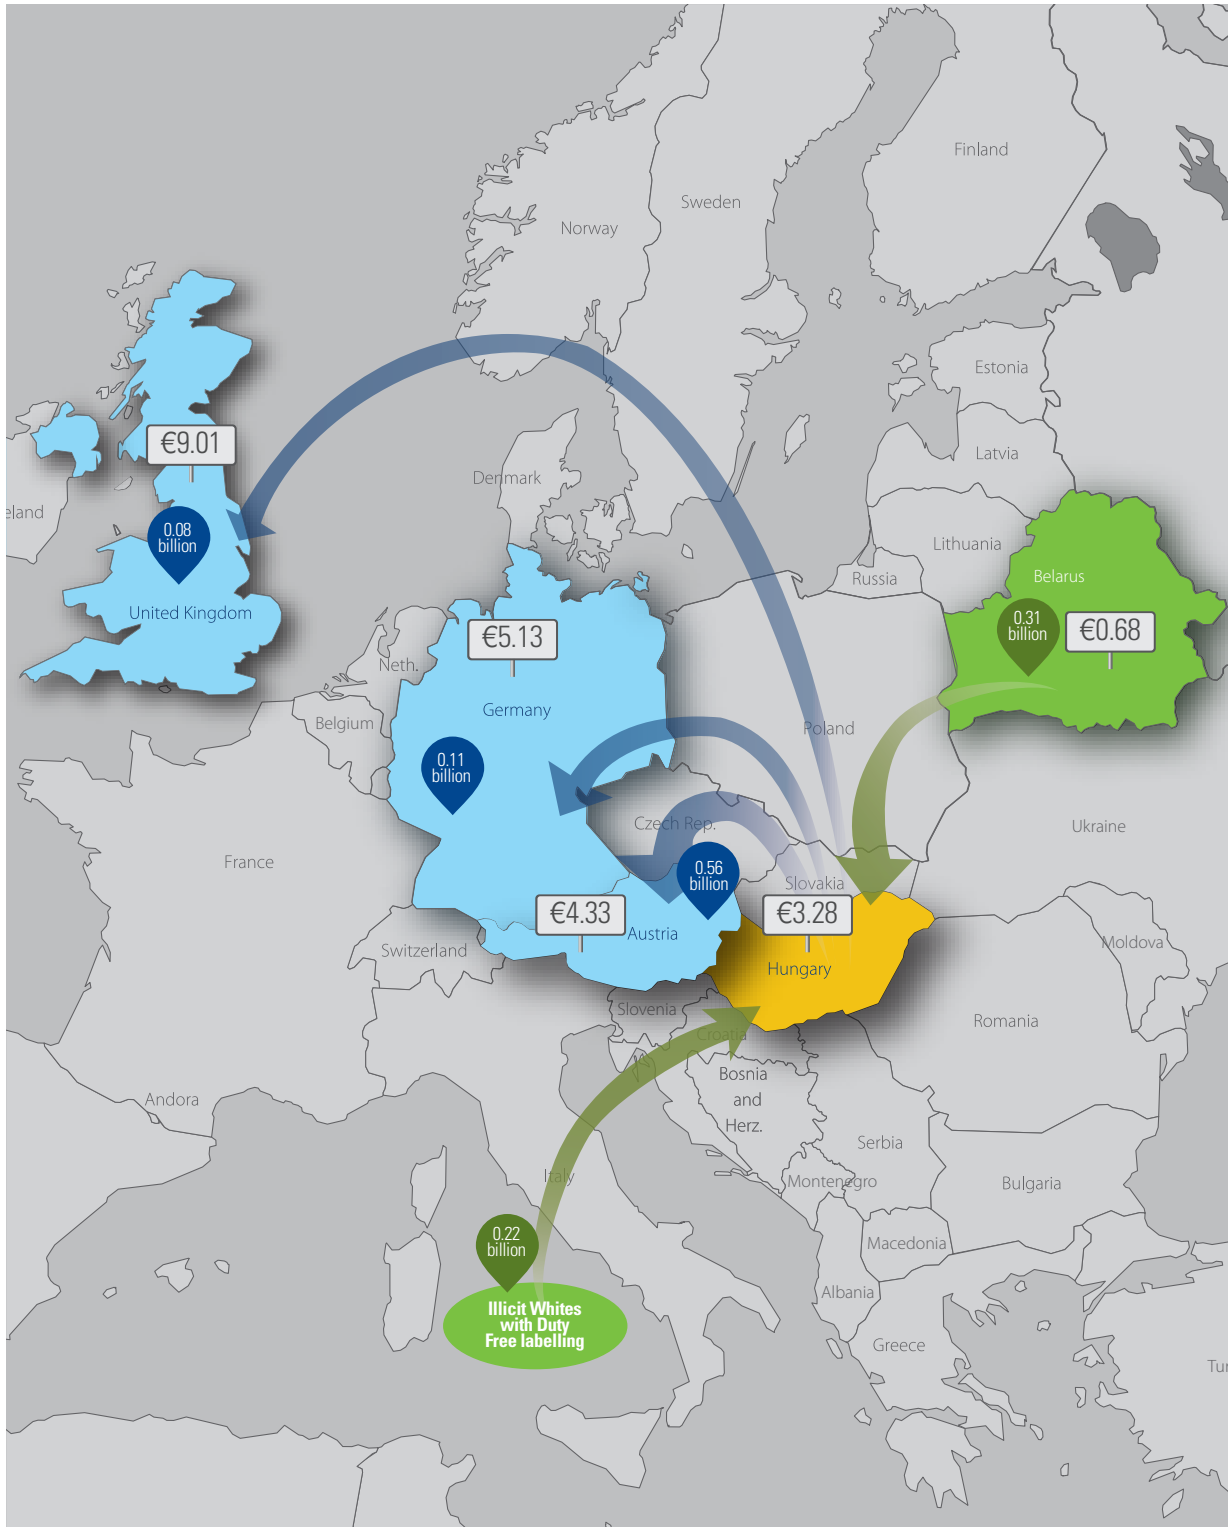 Finland
Sweden
Norway
Estonia
€9.01
Latvia
Denmark
eland
0.08
billion
Lithuania
Russia
Belarus
United Kingdom
€5.13
0.31
billion
€0.68
Neth.
Germany
Belgium
Poland
0.11
billion
Czech Rep.
Ukraine
France
0.56
billion
Slovakia
€4.33
€3.28
Austria
Switzerland
Moldova
Hungary
Slovenia
Romania
Croatia
Bosnia
and
Herz.
Andora
Serbia
Italy
Montenegro
Bulgaria
0.22
billion
Macedonia
Albania
Illicit Whites
with Duty
Free labelling
Greece
Tur